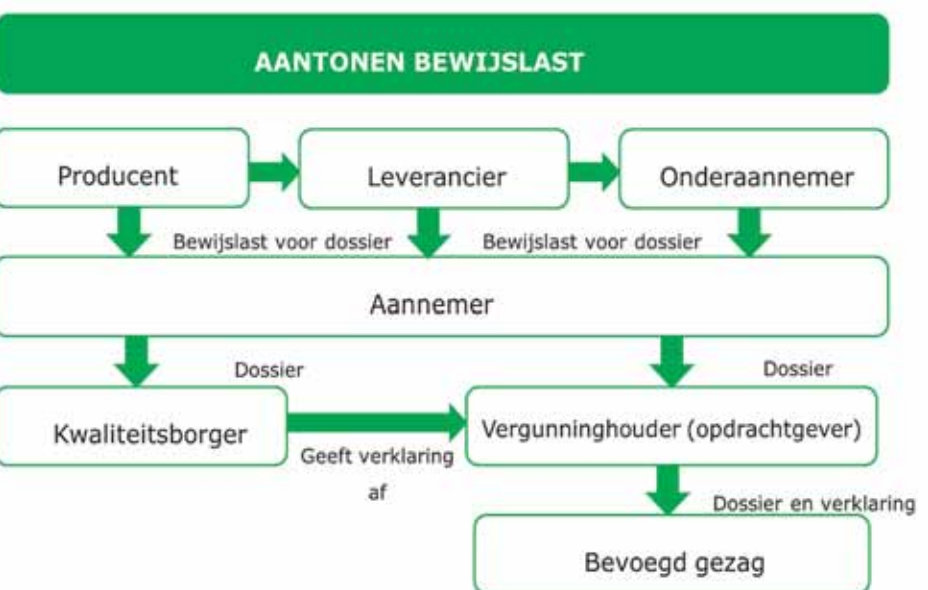 AANTONEN BEWIJSLAST
Producent
Leverancier
Onderaannemer
Bewijslast voor dossier
Bewijslast voor dossier
Aannemer
Dossier
Dossier
Kwaliteitsborger
Geeft verklaring
af
Vergunninghouder (opdrachtgever)
Dossier en verklaring
Bevoegd gezag